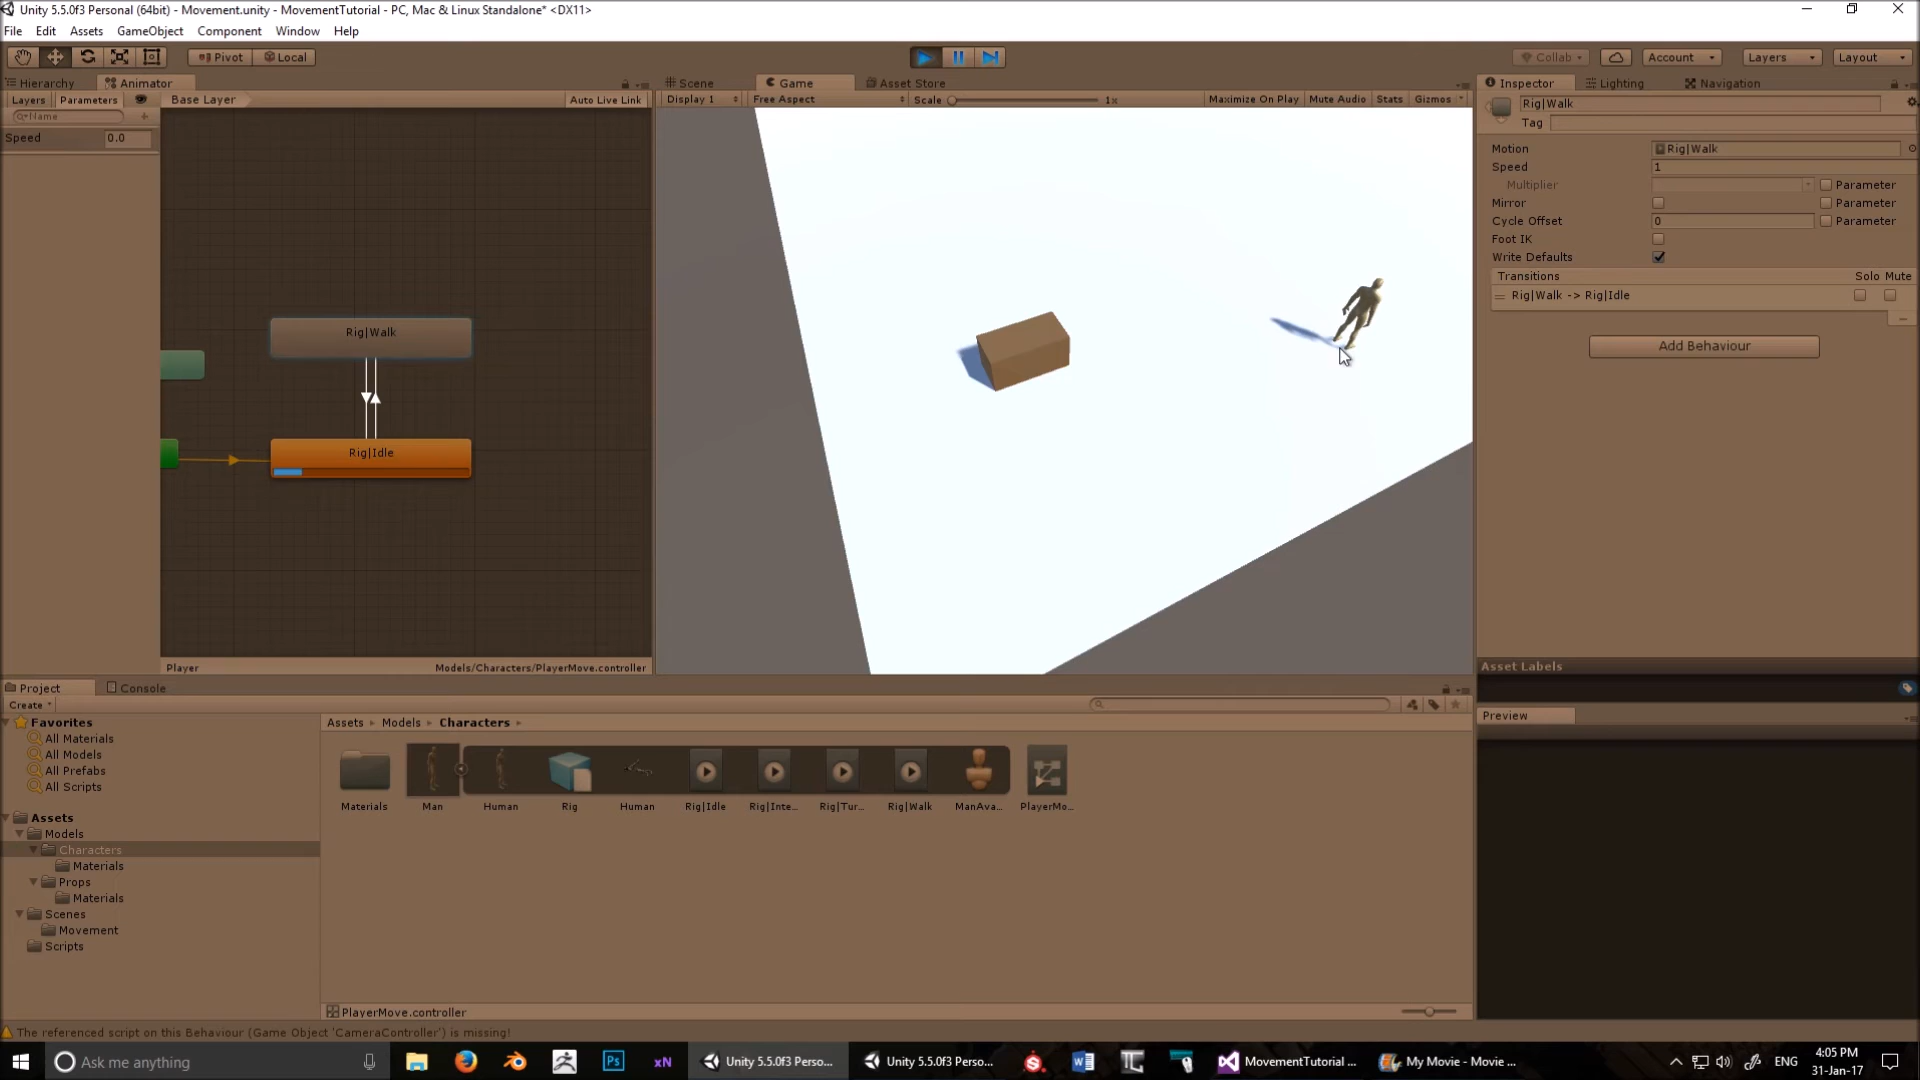 Unity 5.5.0f3 Personal (64bit) - Movement.unity - MovementTutorial - PC, Mac & Linux Standalone* <DX11>
File Edit Assets GameObject Component Window Help
Pivot Local Collab Account Layers Layout
Hierarchy Animator Scene Game Asset Store Inspector Lighting Navigation
Layers Parameters Base Layer Auto Live Link Display 1 Free Aspect Scale 1x Maximize On Play Mute Audio Stats Gizmos Rig|Walk
Name
Tag
Speed 0.0
Motion Rig|Walk
Speed 1
Multiplier Parameter
Mirror Parameter
Cycle Offset 0 Parameter
Foot IK
Write Defaults
Transitions Solo Mute
Rig|Walk -> Rig|Idle
Add Behaviour
Rig|Walk
Rig|Idle
Player Models/Characters/PlayerMove.controller
Asset Labels
Preview
Project Console
Create
Favorites
All Materials
All Models
All Prefabs
All Scripts
Assets
Models
Characters
Materials
Props
Materials
Scenes
Movement
Scripts
Assets Models Characters
Materials Man Human Rig Human Rig|Idle Rig|Inte... Rig|Tur... Rig|Walk ManAva... PlayerMo...
PlayerMove.controller
The referenced script on this Behaviour (Game Object 'CameraController') is missing!
Ask me anything Ps xN Unity 5.5.0f3 Perso... Unity 5.5.0f3 Perso... MovementTutorial ... My Movie - Movie ... ENG 4:05 PM
31-Jan-17